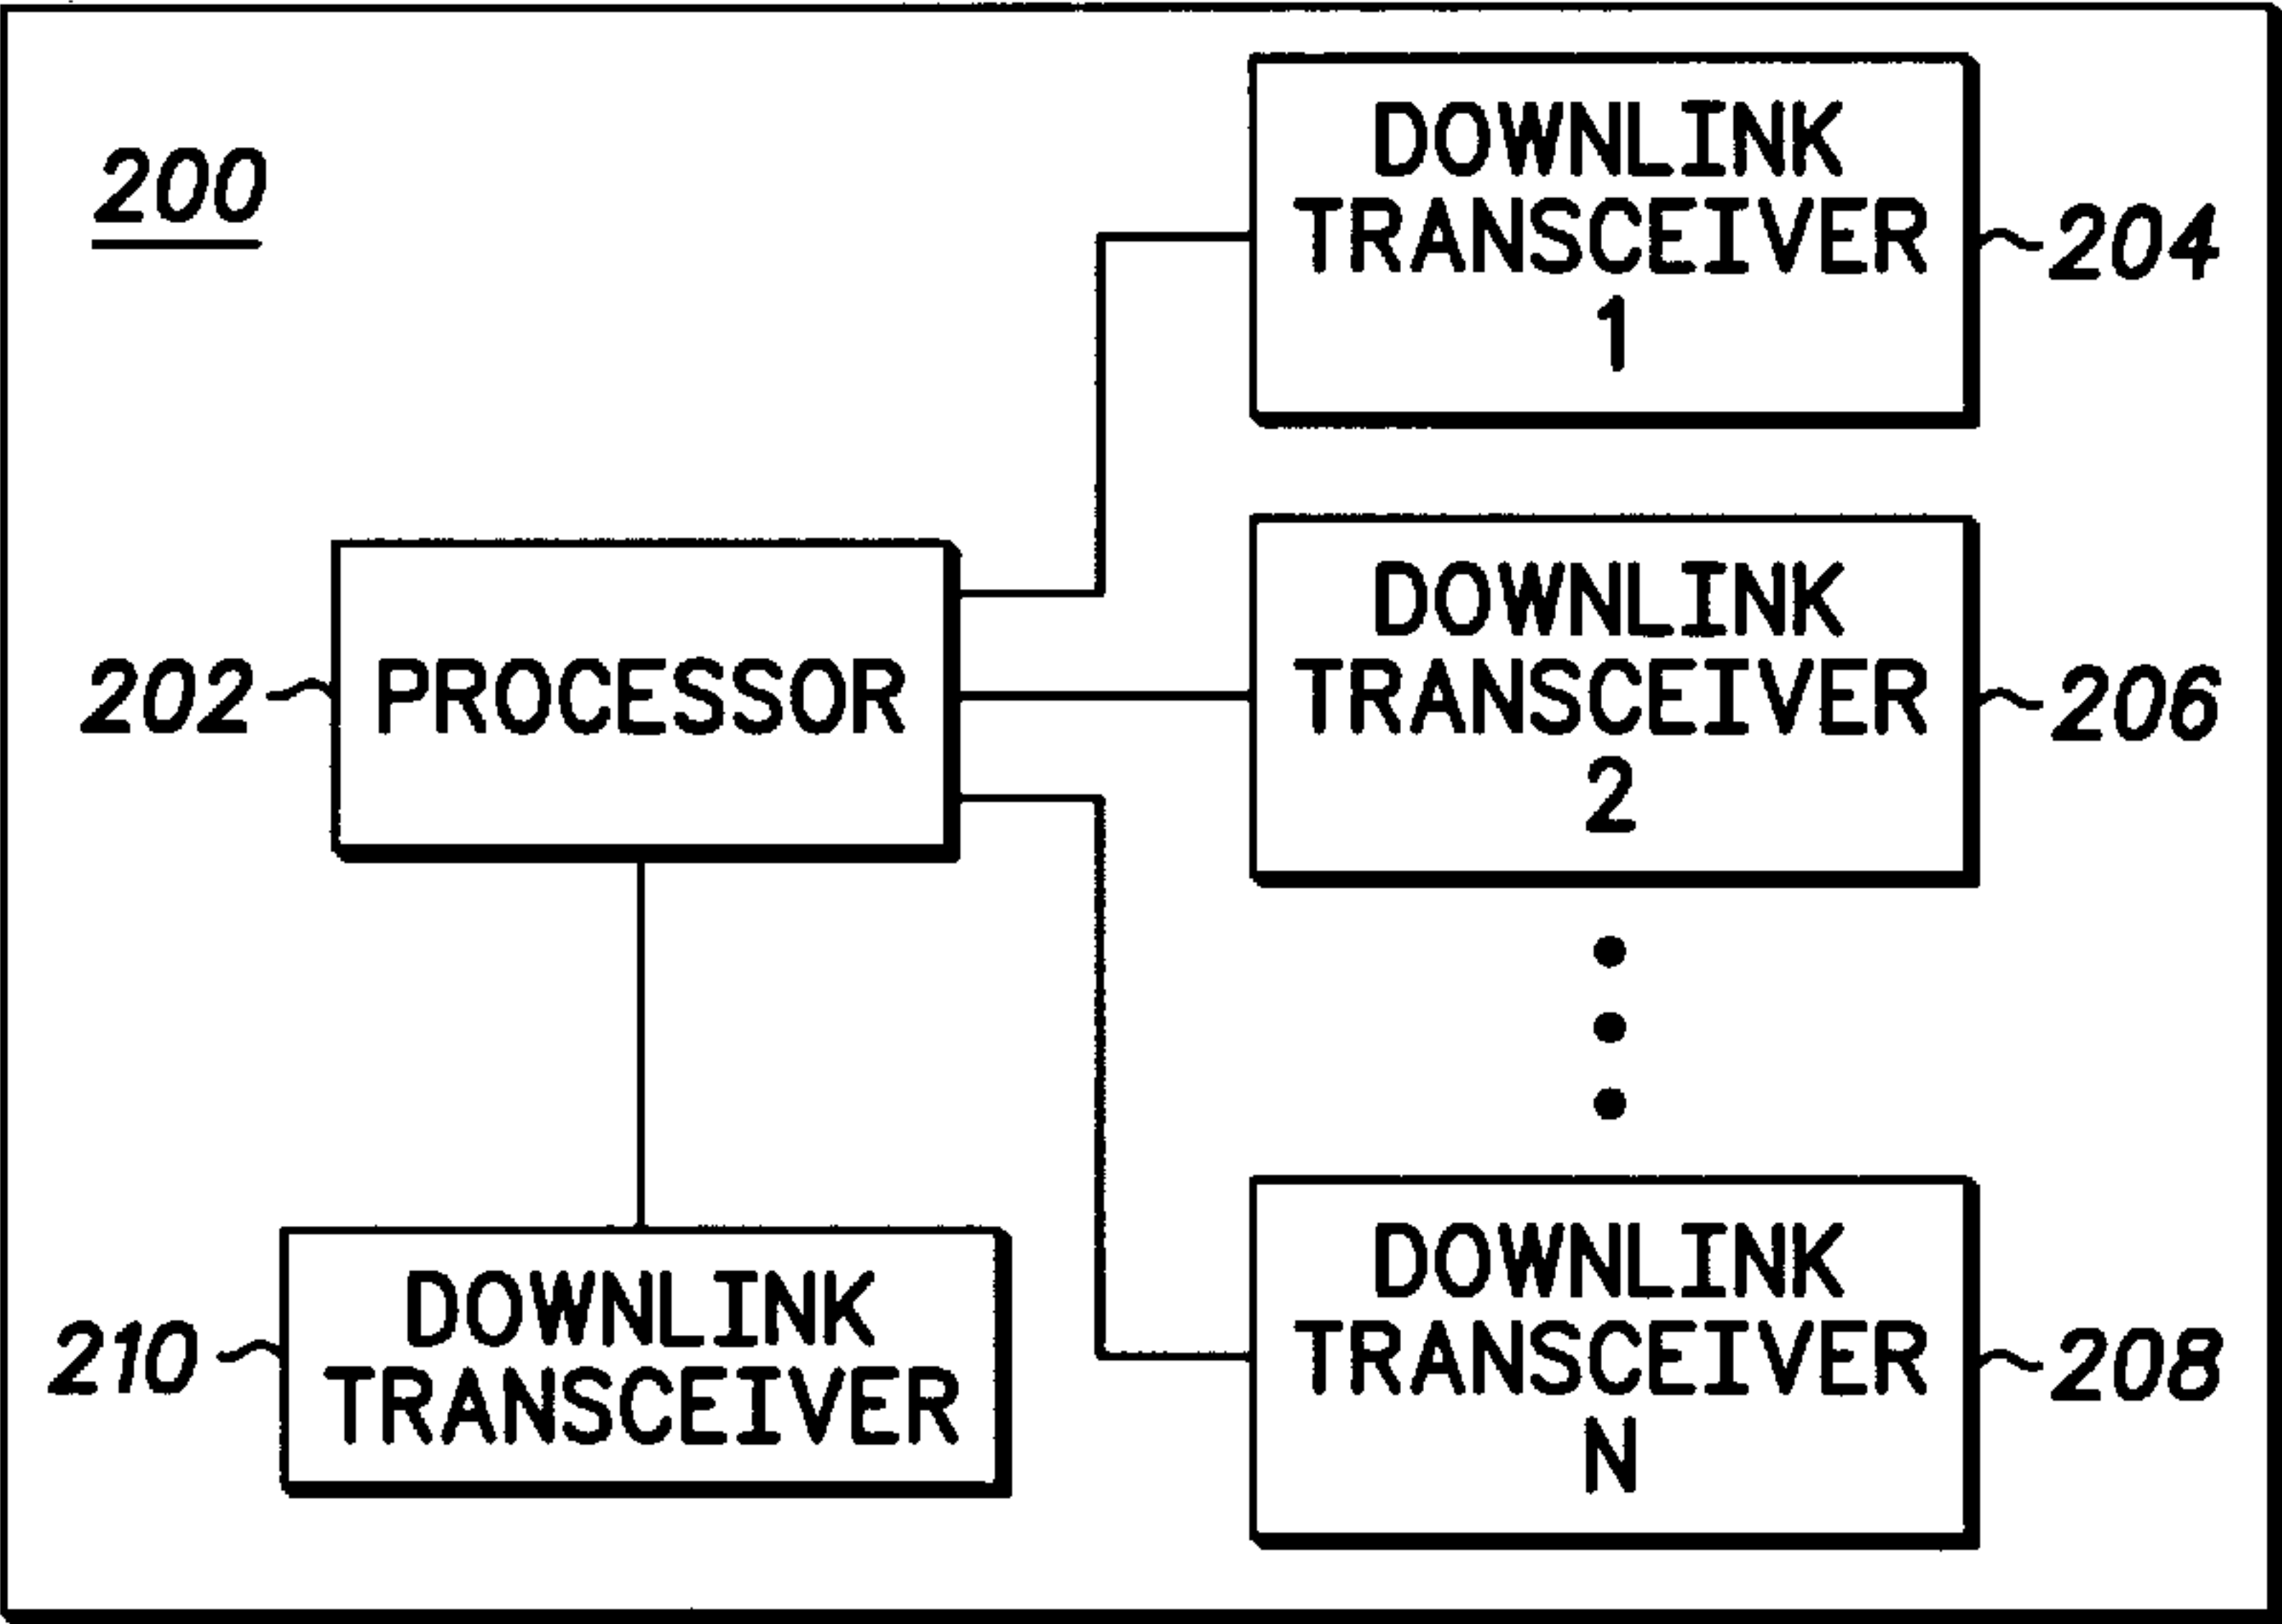 200
DOWNLINK
TRANSCEIVER
1
204
202
PROCESSOR
DOWNLINK
TRANSCEIVER
2
206
210
DOWNLINK
TRANSCEIVER
DOWNLINK
TRANSCEIVER
N
208